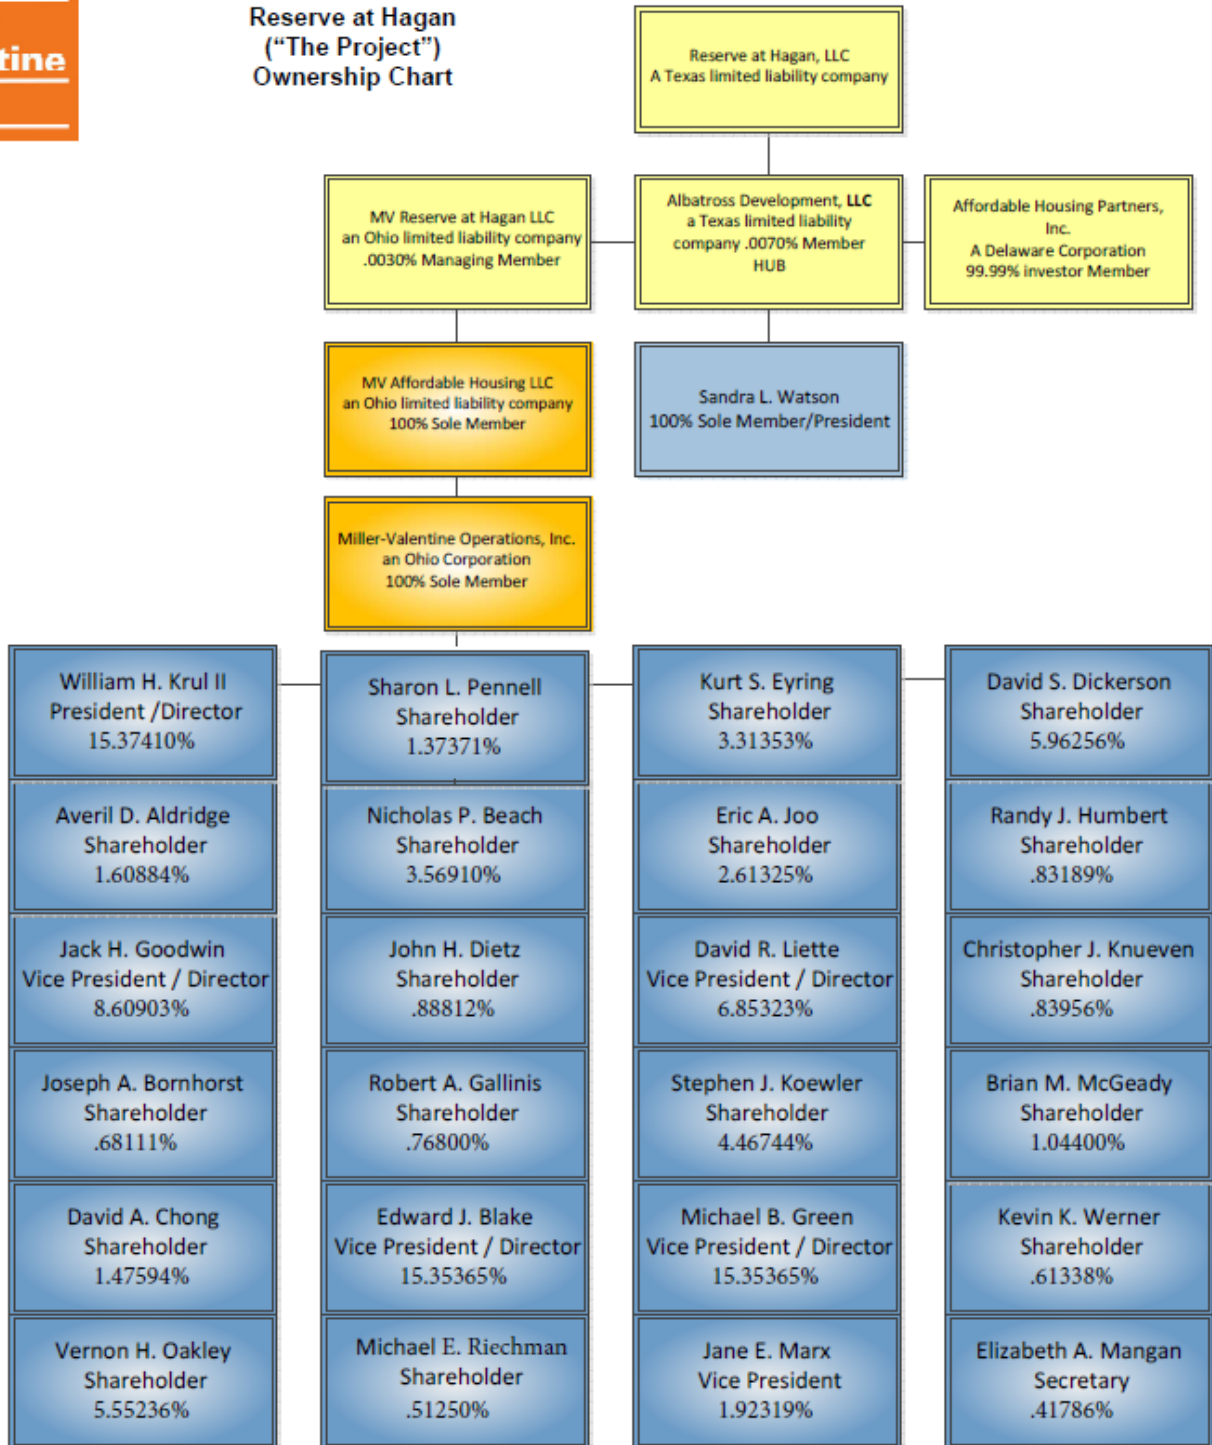 tine
Reserve at Hagan
("The Project")
Ownership Chart
Reserve at Hagan, LLC
A Texas limited liability company
MV Reserve at Hagan LLC
an Ohio limited liability company
.0030% Managing Member
Albatross Development, LLC
a Texas limited liability
company .0070% Member
HUB
Affordable Housing Partners,
Inc.
A Delaware Corporation
99.99% investor Member
MV Affordable Housing LLC
an Ohio limited liability company
100% Sole Member
Sandra L. Watson
100% Sole Member/President
Miller-Valentine Operations, Inc.
an Ohio Corporation
100% Sole Member
William H. Krul II
President /Director
15.37410%
Sharon L. Pennell
Shareholder
1.37371%
Kurt S. Eyring
Shareholder
3.31353%
David S. Dickerson
Shareholder
5.96256%
Averil D. Aldridge
Shareholder
1.60884%
Nicholas P. Beach
Shareholder
3.56910%
Eric A. Joo
Shareholder
2.61325%
Randy J. Humbert
Shareholder
.83189%
Jack H. Goodwin
Vice President / Director
8.60903%
John H. Dietz
Shareholder
.88812%
David R. Liette
Vice President / Director
6.85323%
Christopher J. Knueven
Shareholder
.83956%
Joseph A. Bornhorst
Shareholder
.68111%
Robert A. Gallinis
Shareholder
.76800%
Stephen J. Koewler
Shareholder
4.46744%
Brian M. McGeady
Shareholder
1.04400%
David A. Chong
Shareholder
1.47594%
Edward J. Blake
Vice President / Director
15.35365%
Michael B. Green
Vice President / Director
15.35365%
Kevin K. Werner
Shareholder
.61338%
Vernon H. Oakley
Shareholder
5.55236%
Michael E. Riechman
Shareholder
.51250%
Jane E. Marx
Vice President
1.92319%
Elizabeth A. Mangan
Secretary
.41786%